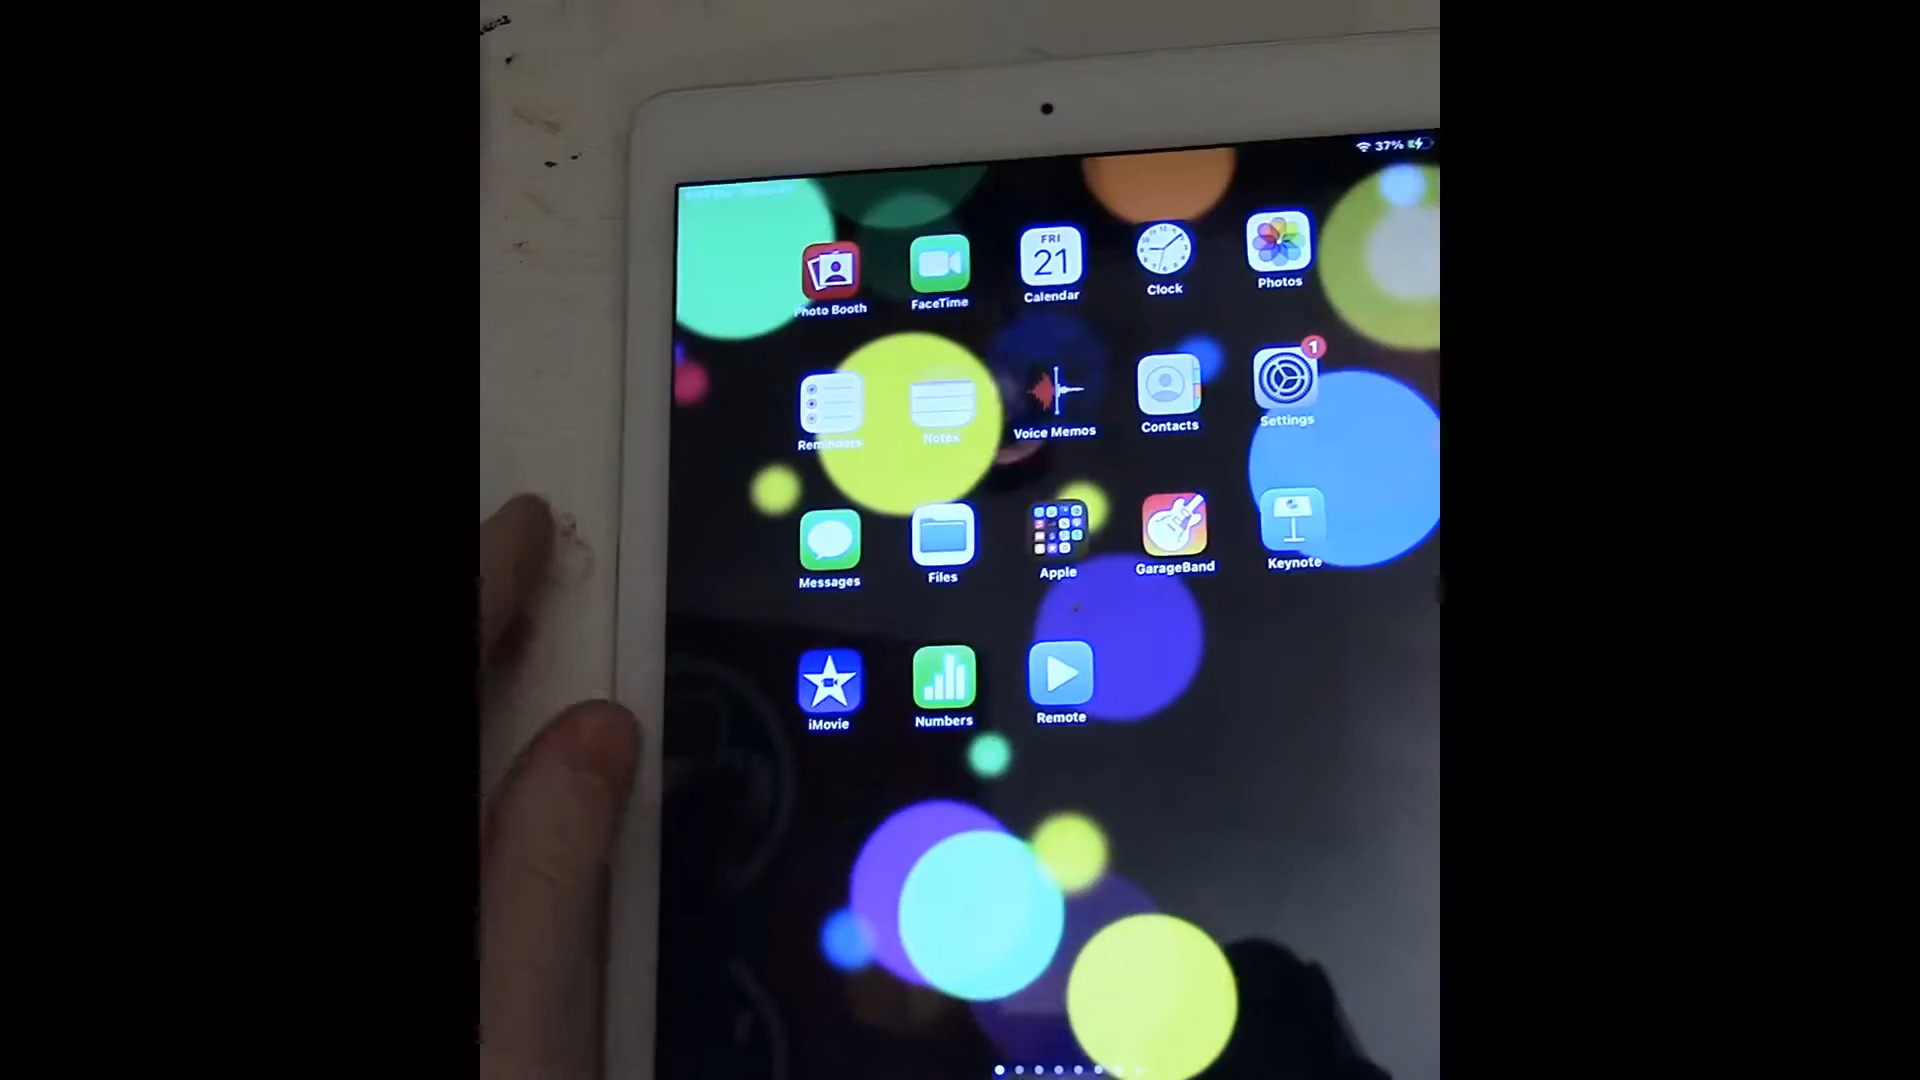 37%
FRI
21
Photo Booth
FaceTime
Calendar
Clock
Photos
1
Reminders
Notes
Voice Memos
Contacts
Settings
Messages
Files
Apple
GarageBand
Keynote
iMovie
Numbers
Remote